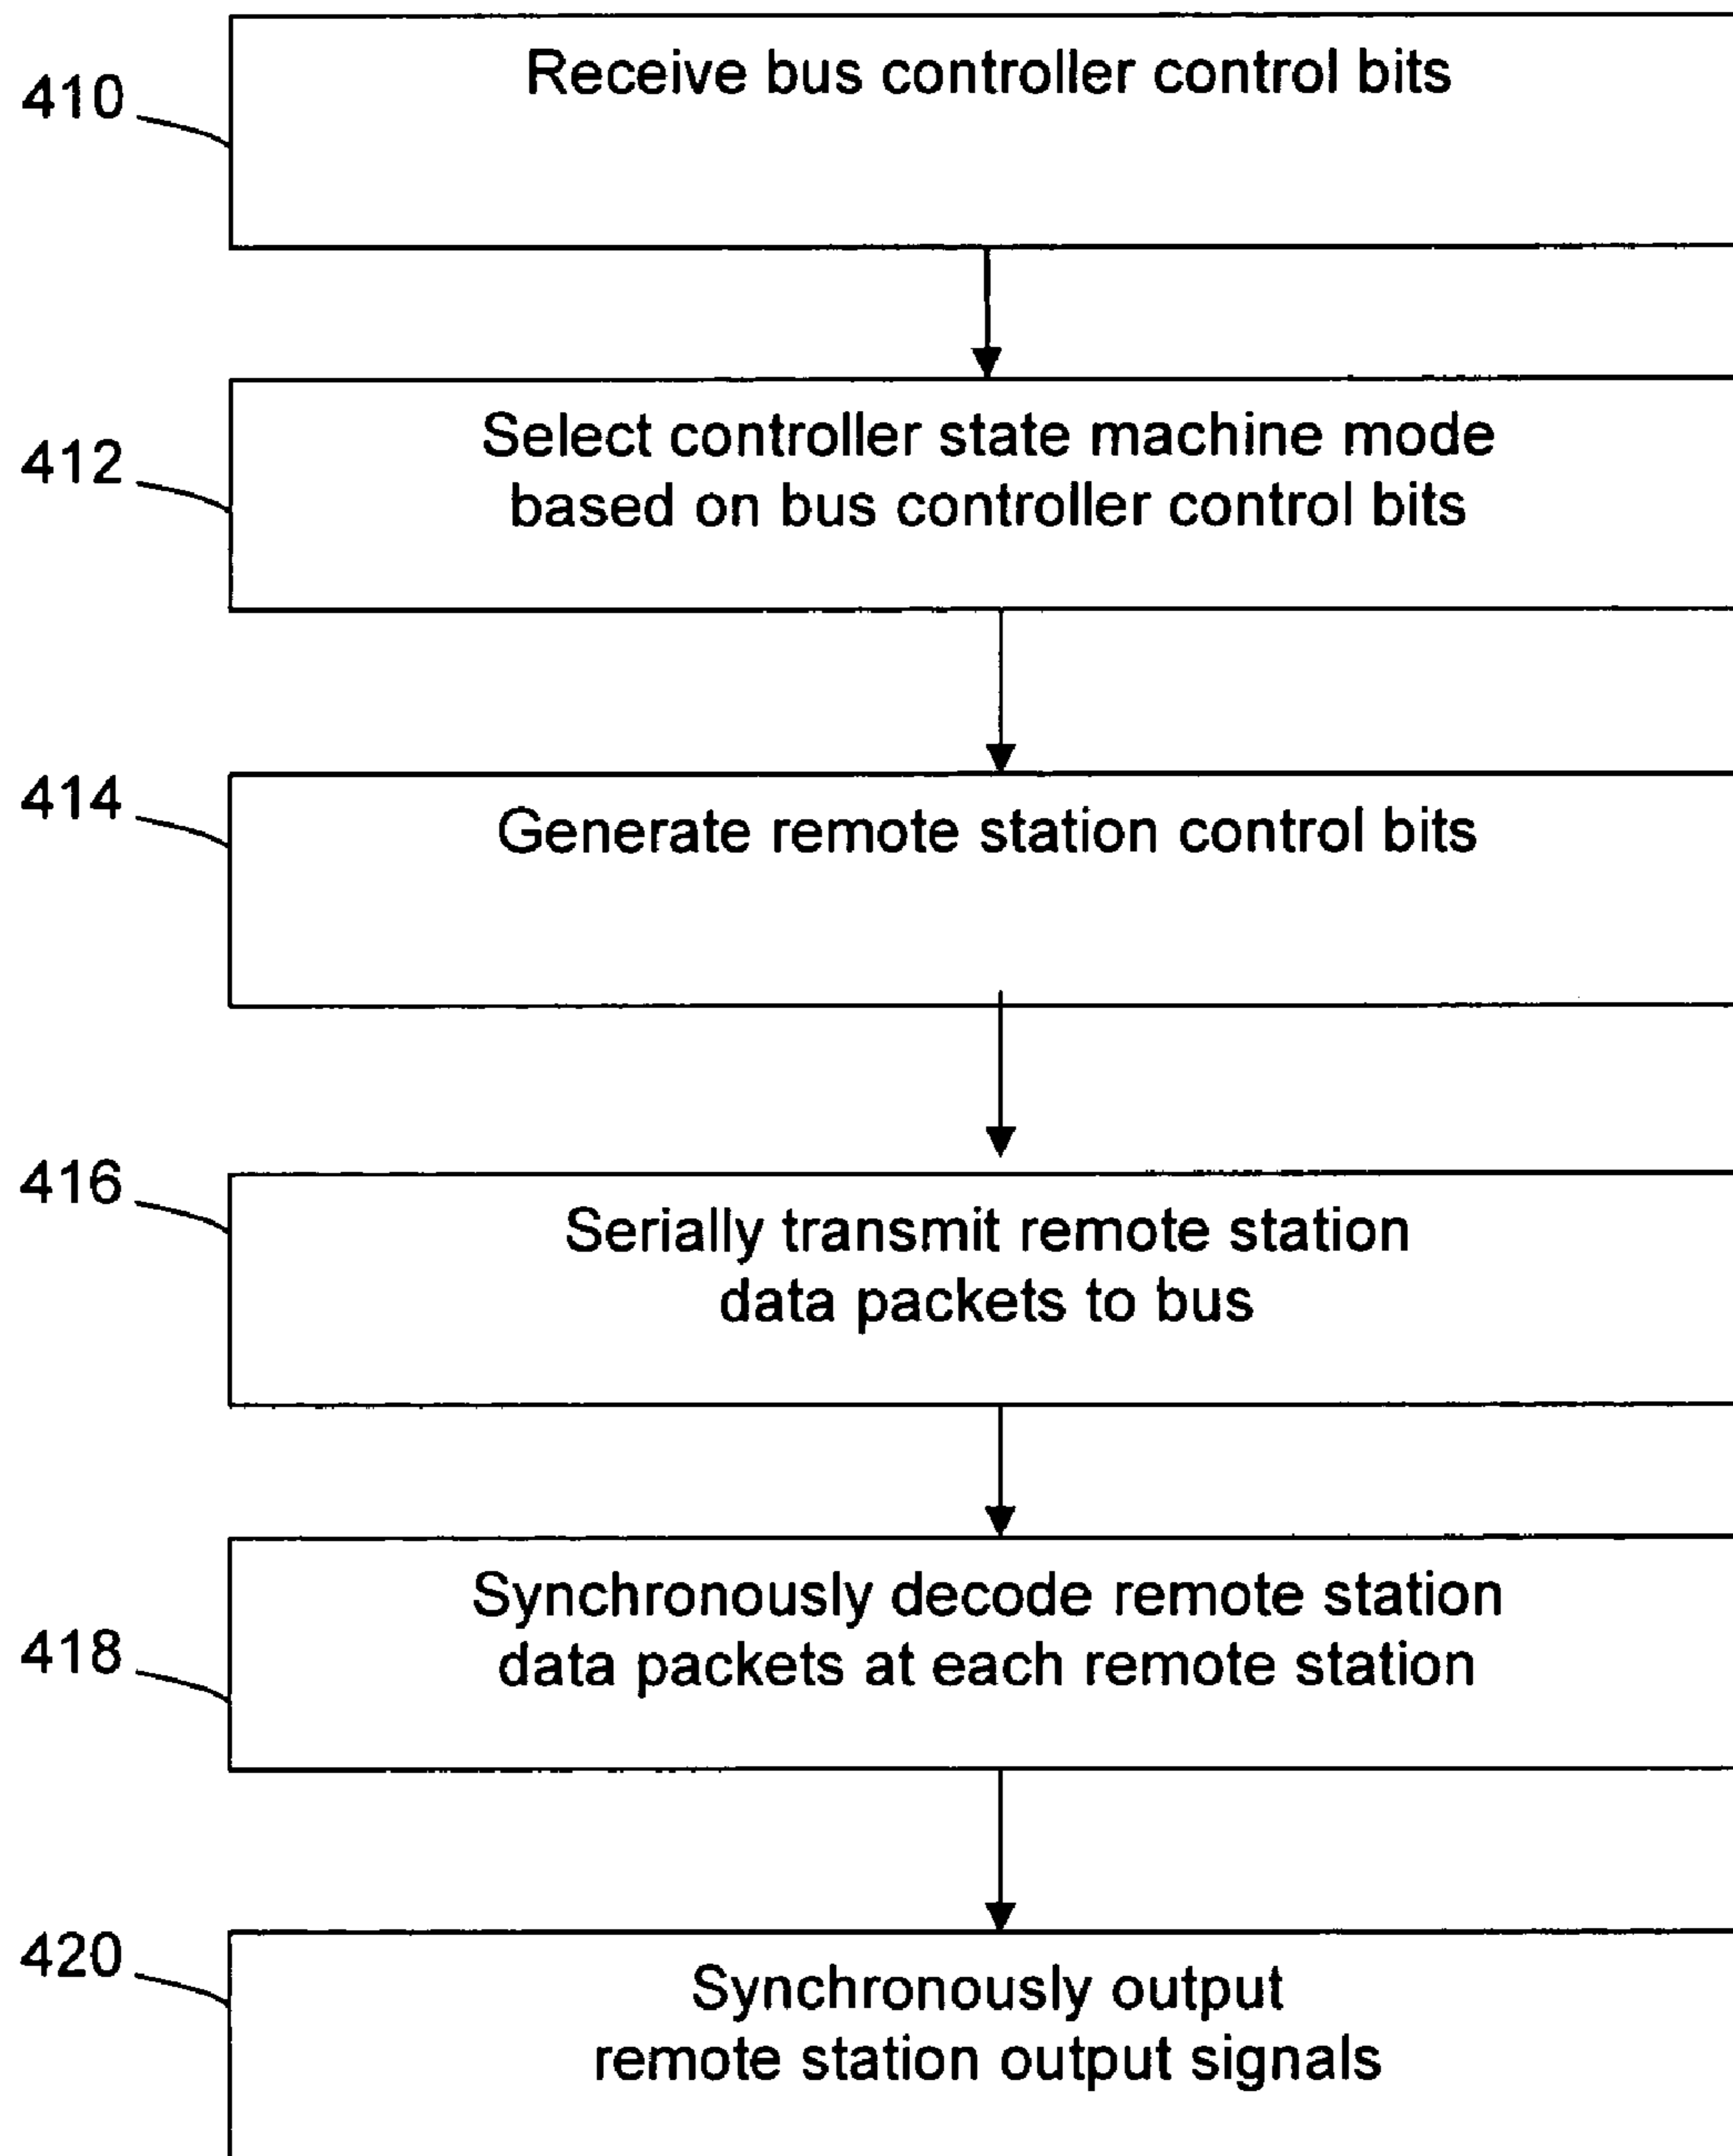 410
Receive bus controller control bits
412
Select controller state machine mode
based on bus controller control bits
414
Generate remote station control bits
416
Serially transmit remote station
data packets to bus
418
Synchronously decode remote station
data packets at each remote station
420
Synchronously output
remote station output signals